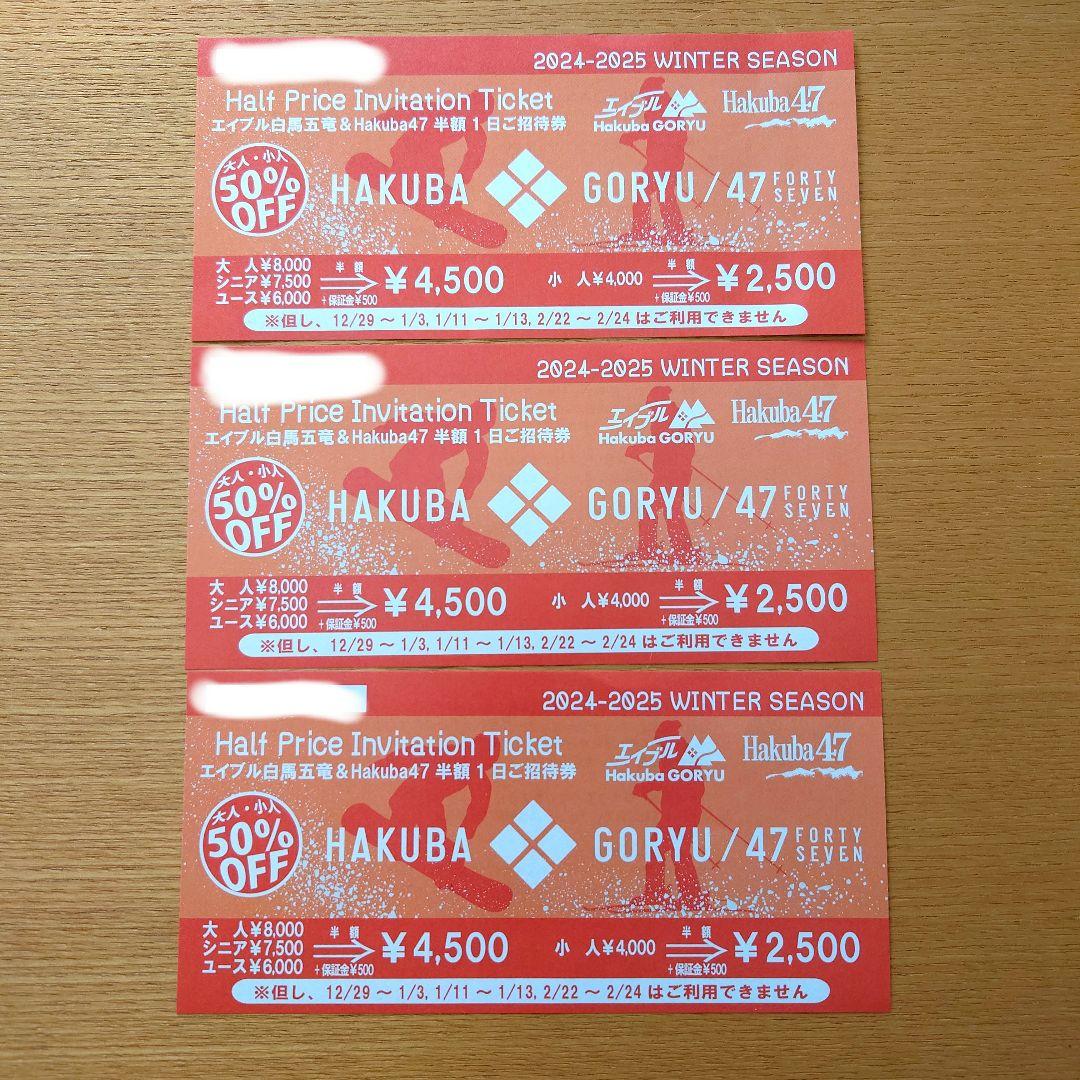 2024-2025 WINTER SEASON
Half Price Invitation Ticket
エイブル白馬五竜&Hakuba47 半額1日ご招待券
エイブル
Hakuba GORYU
Hakuba47
大人・小人
50%
OFF
HAKUBA GORYU/47 FORTY SEVEN
大 人¥8,000
シニア¥7,500
ユース¥6,000
半 額
+保証金¥500
¥4,500
小 人¥4,000
半 額
+保証金¥500
¥2,500
※但し、12/29 ～ 1/3, 1/11 ～ 1/13, 2/22 ～ 2/24 はご利用できません
2024-2025 WINTER SEASON
Half Price Invitation Ticket
エイブル白馬五竜&Hakuba47 半額1日ご招待券
エイブル
Hakuba GORYU
Hakuba47
大人・小人
50%
OFF
HAKUBA GORYU/47 FORTY SEVEN
大 人¥8,000
シニア¥7,500
ユース¥6,000
半 額
+保証金¥500
¥4,500
小 人¥4,000
半 額
+保証金¥500
¥2,500
※但し、12/29 ～ 1/3, 1/11 ～ 1/13, 2/22 ～ 2/24 はご利用できません
2024-2025 WINTER SEASON
Half Price Invitation Ticket
エイブル白馬五竜&Hakuba47 半額1日ご招待券
エイブル
Hakuba GORYU
Hakuba47
大人・小人
50%
OFF
HAKUBA GORYU/47 FORTY SEVEN
大 人¥8,000
シニア¥7,500
ユース¥6,000
半 額
+保証金¥500
¥4,500
小 人¥4,000
半 額
+保証金¥500
¥2,500
※但し、12/29 ～ 1/3, 1/11 ～ 1/13, 2/22 ～ 2/24 はご利用できません